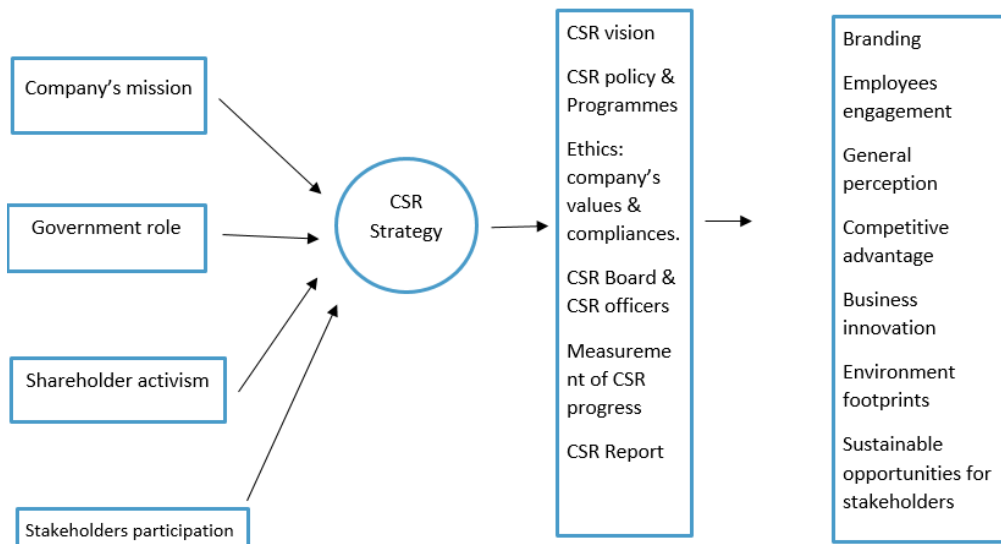 Company’s mission
Government role
Shareholder activism
Stakeholders participation
CSR
Strategy
CSR vision
CSR policy &
Programmes
Ethics:
company’s
values &
compliances.
CSR Board &
CSR officers
Measureme
nt of CSR
progress
CSR Report
Branding
Employees
engagement
General
perception
Competitive
advantage
Business
innovation
Environment
footprints
Sustainable
opportunities for
stakeholders